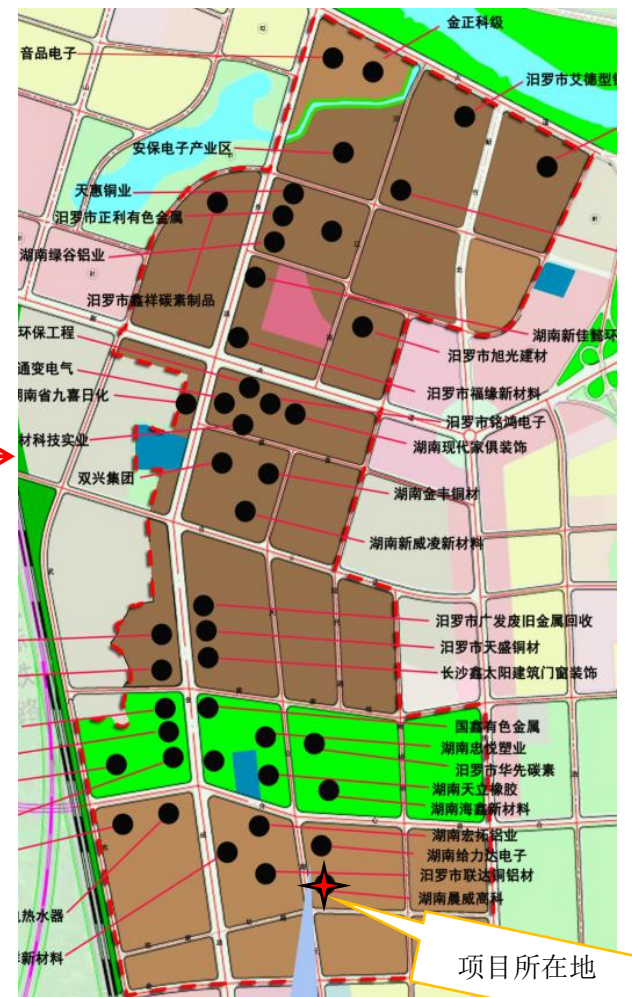 金正科级
音品电子
汨罗市艾德型
安保电子产业区
天惠铜业
汨罗市正利有色金属
湖南绿谷铝业
汨罗市鑫祥碳素制品
环保工程
湖南新佳懿环
汨罗市旭光建材
通变电气
汨罗市福缘新材料
湖南省九喜日化
汨罗市铭鸿电子
材科技实业
湖南现代家俱装饰
双兴集团
湖南金丰铜材
湖南新威凌新材料
汨罗市广发废旧金属回收
汨罗市天盛铜材
长沙鑫太阳建筑门窗装饰
国鑫有色金属
湖南忠悦塑业
汨罗市华先碳素
湖南天立橡胶
湖南海鑫新材料
湖南宏拓铝业
湖南给力达电子
汨罗市联达铜铝材
湖南晨威高科
热水器
新材料
项目所在地